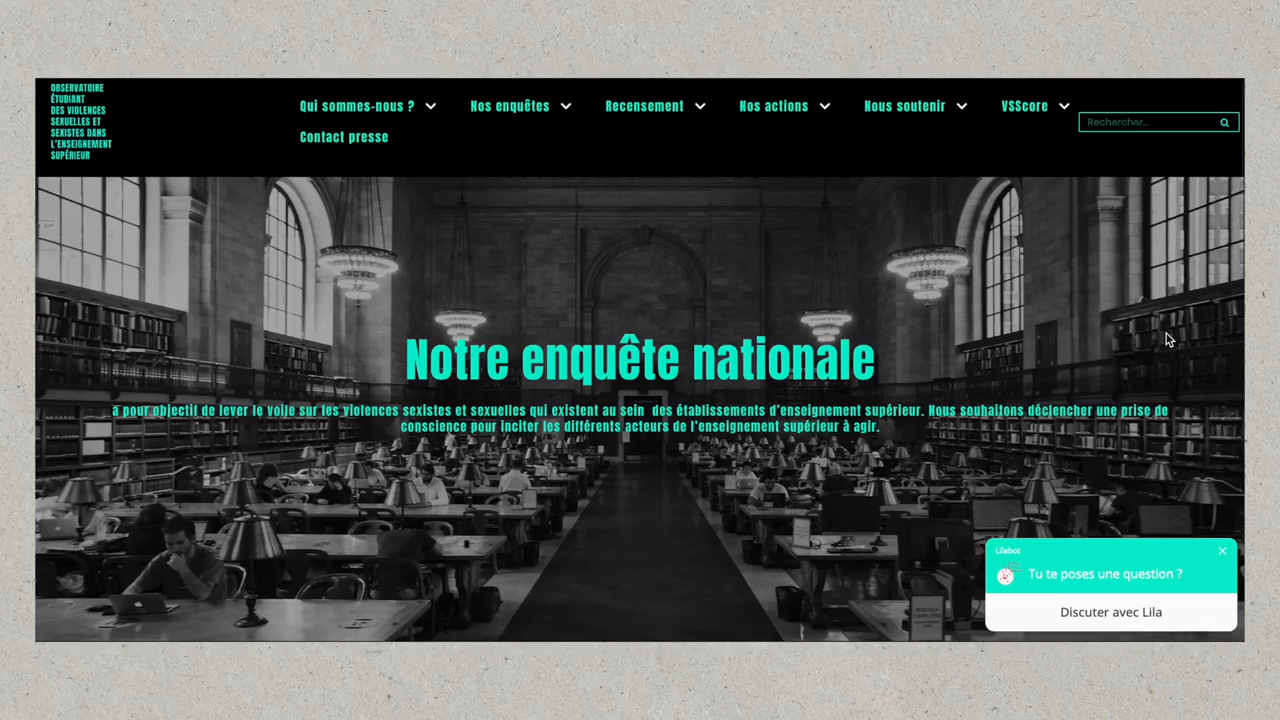 OBSERVATOIRE
ÉTUDIANT
DES VIOLENCES
SEXUELLES ET
SEXISTES DANS
L'ENSEIGNEMENT
SUPÉRIEUR
Qui sommes-nous ?
Nos enquêtes
Recensement
Nos actions
Nous soutenir
VSScore
Contact presse
Rechercher...
Notre enquête nationale
a pour objectif de lever le voile sur les violences sexistes et sexuelles qui existent au sein des établissements d'enseignement supérieur. Nous souhaitons déclencher une prise de
conscience pour inciter les différents acteurs de l'enseignement supérieur à agir.
Lilabot
Tu te poses une question ?
Discuter avec Lila